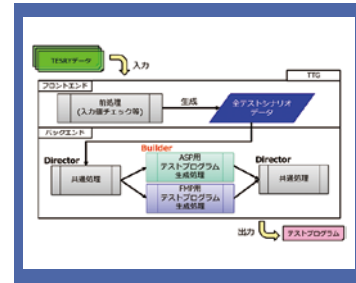 TESRYデータ
入力
TTG
フロントエンド
前処理
(入力値チェック等)
生成
全テストシナリオ
データ
バックエンド
Builder
Director
共通処理
ASP用
テストプログラム
生成処理
FMP用
テストプログラム
生成処理
Director
共通処理
出力
テストプログラム